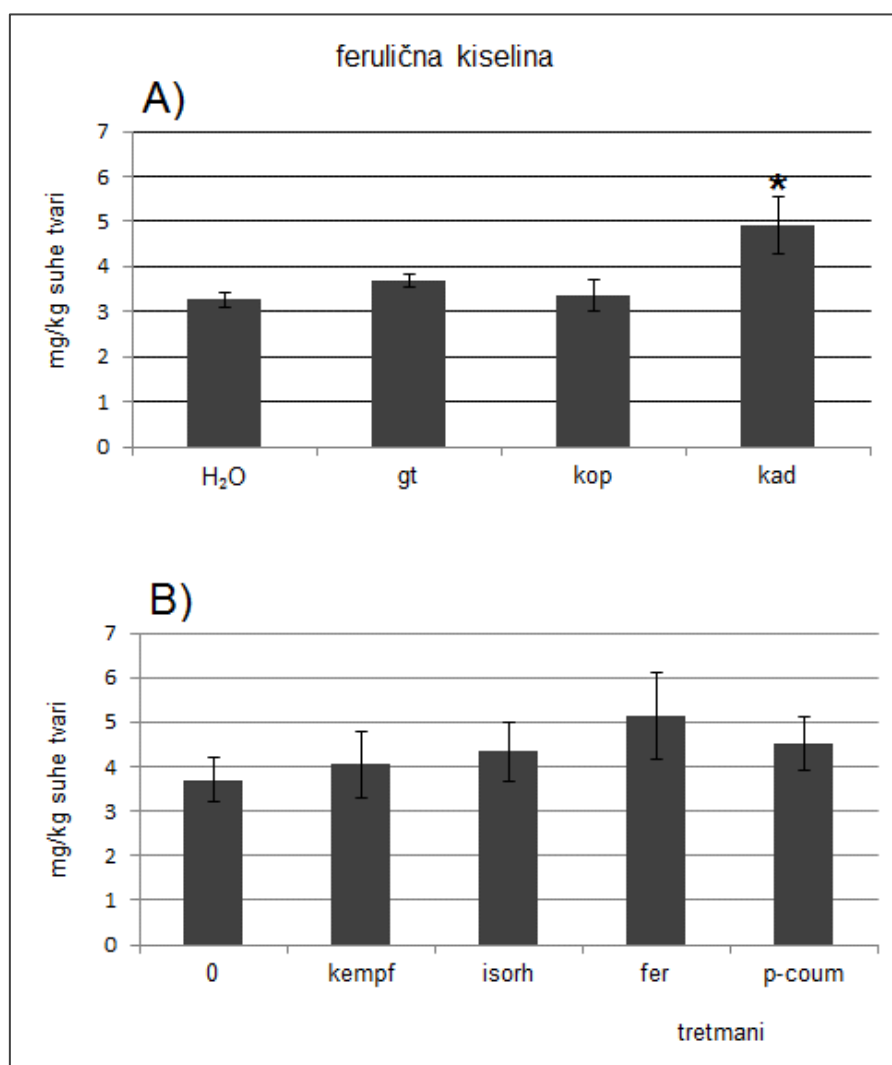 ferulična kiselina
A)
mg/kg suhe tvari
7
6
5
4
3
2
1
0
*
H₂O gt kop kad
B)
mg/kg suhe tvari
7
6
5
4
3
2
1
0
0 kempf isorh fer p-coum
tretmani